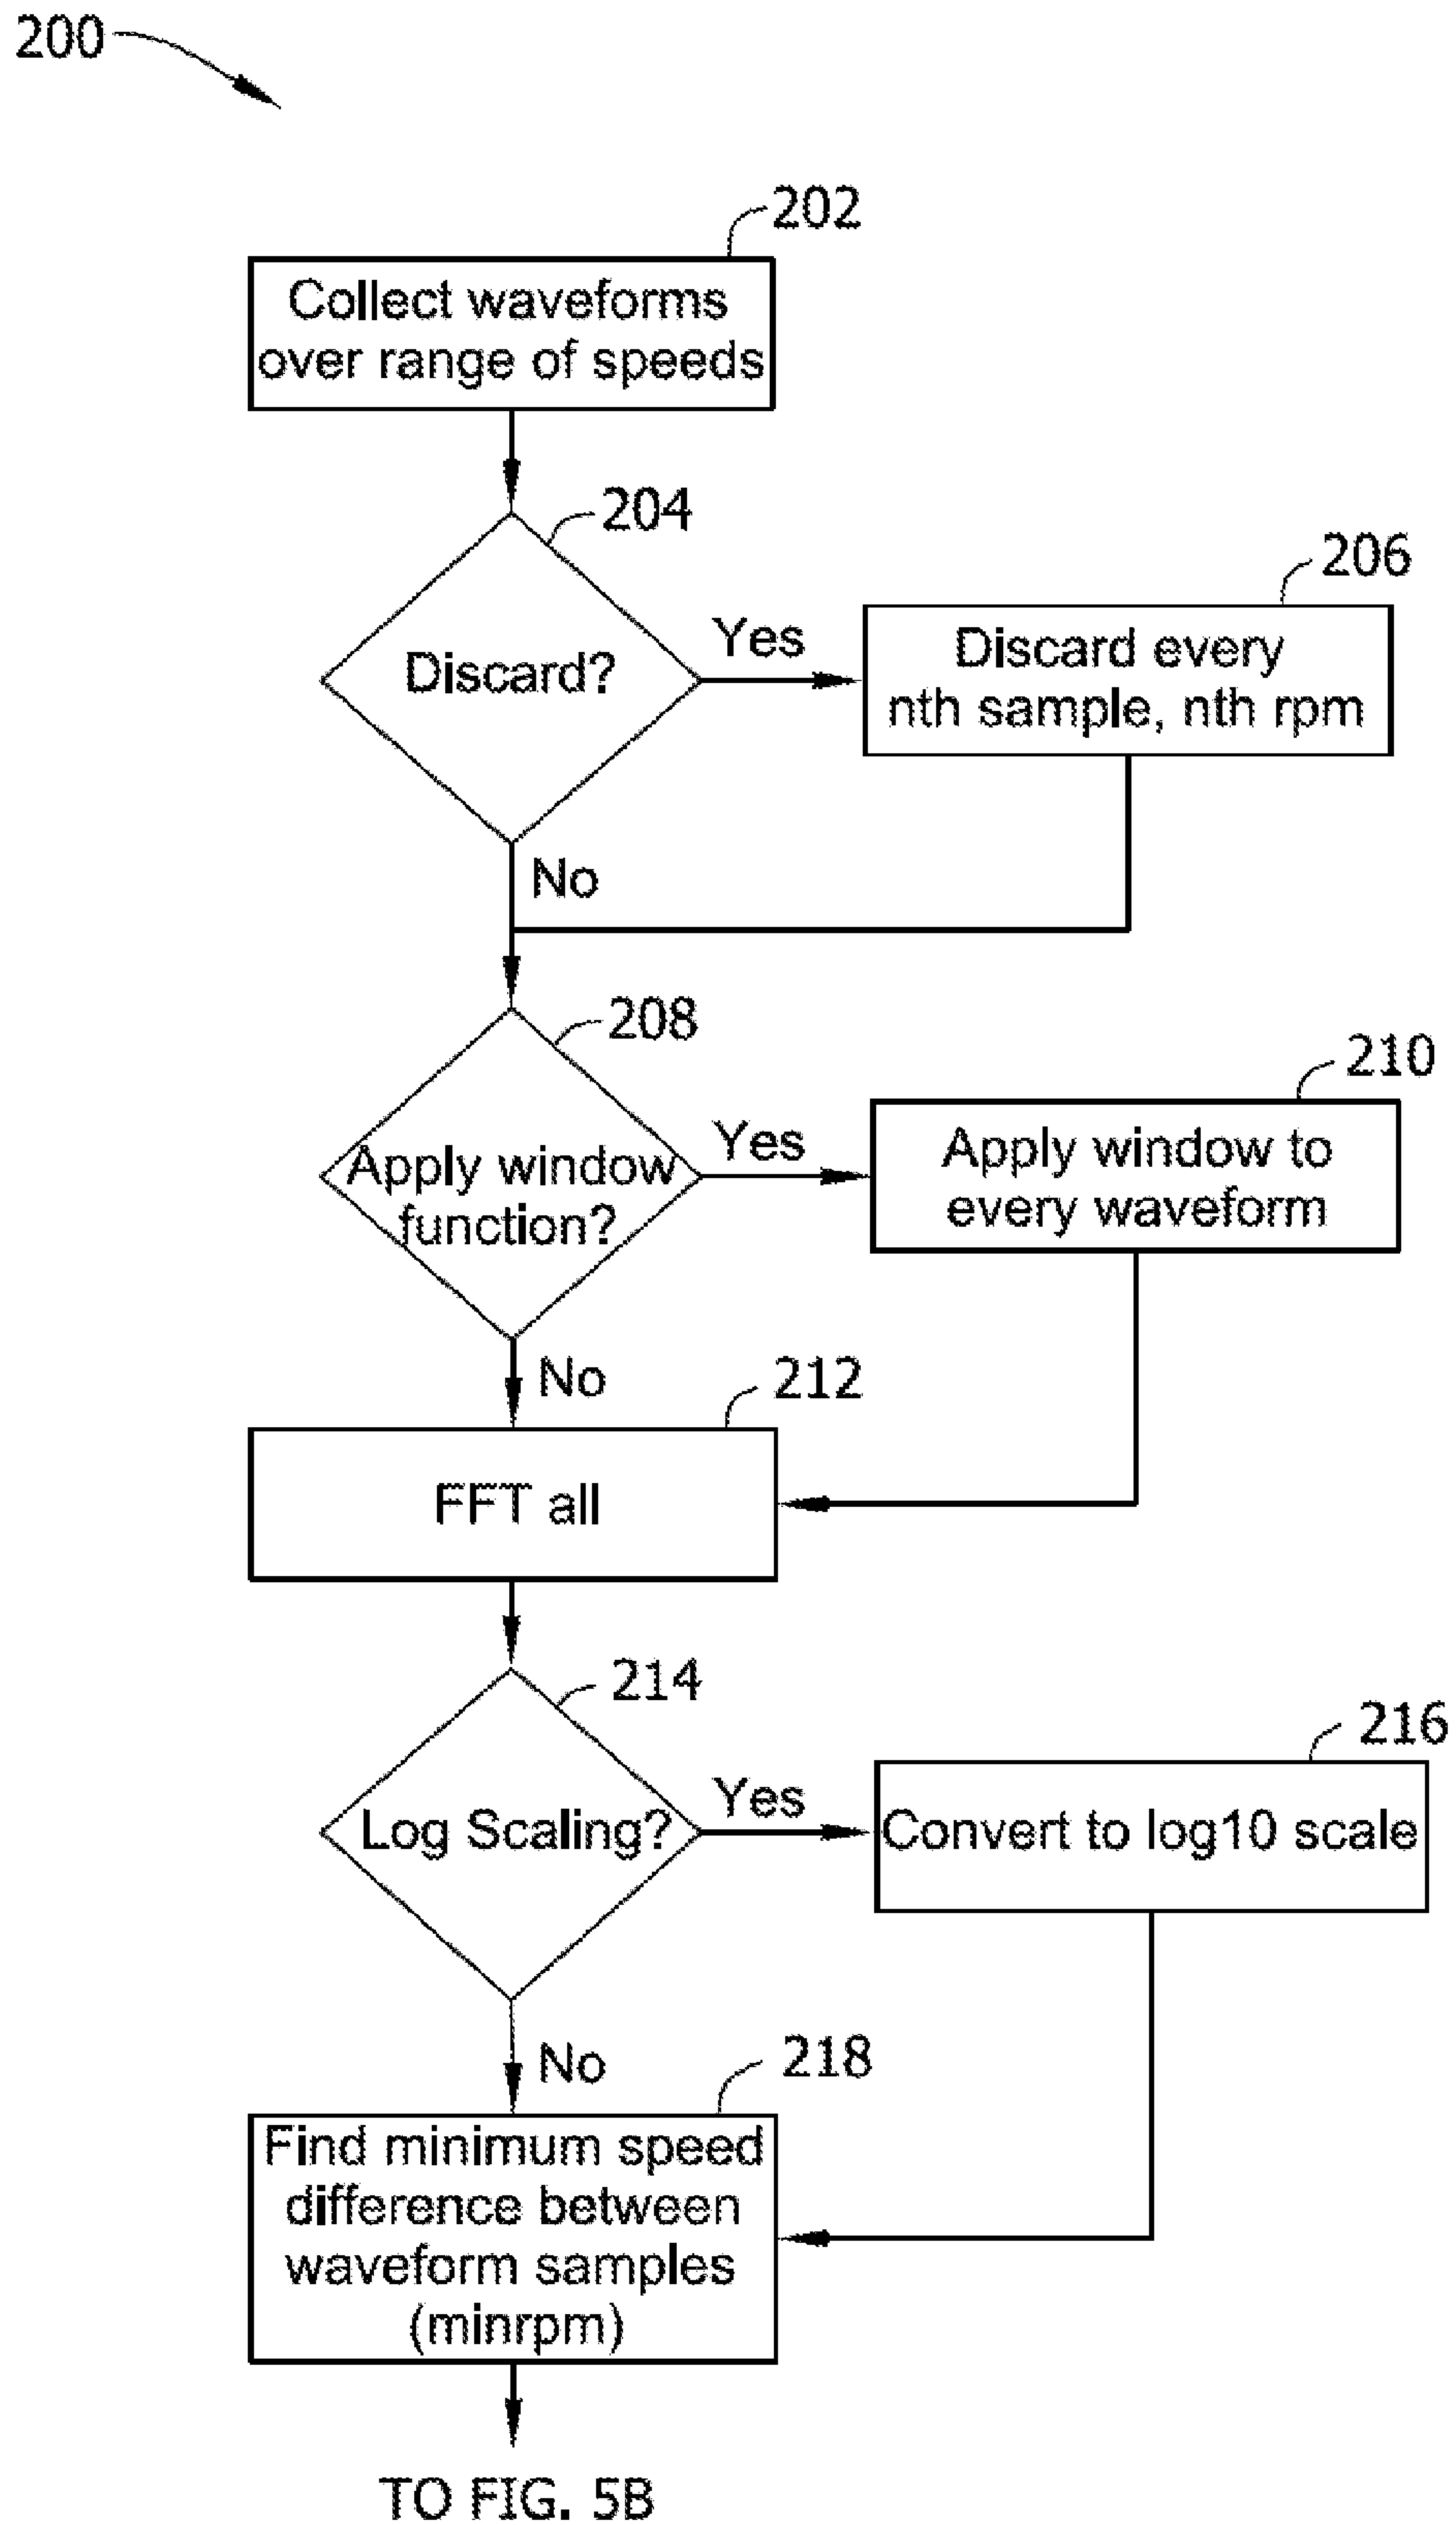 200
202
Collect waveforms
over range of speeds
204
Discard?
Yes
206
Discard every
nth sample, nth rpm
No
208
Apply window
function?
Yes
210
Apply window to
every waveform
No
212
FFT all
214
Log Scaling?
Yes
216
Convert to log10 scale
No
218
Find minimum speed
difference between
waveform samples
(minrpm)
TO FIG. 5B